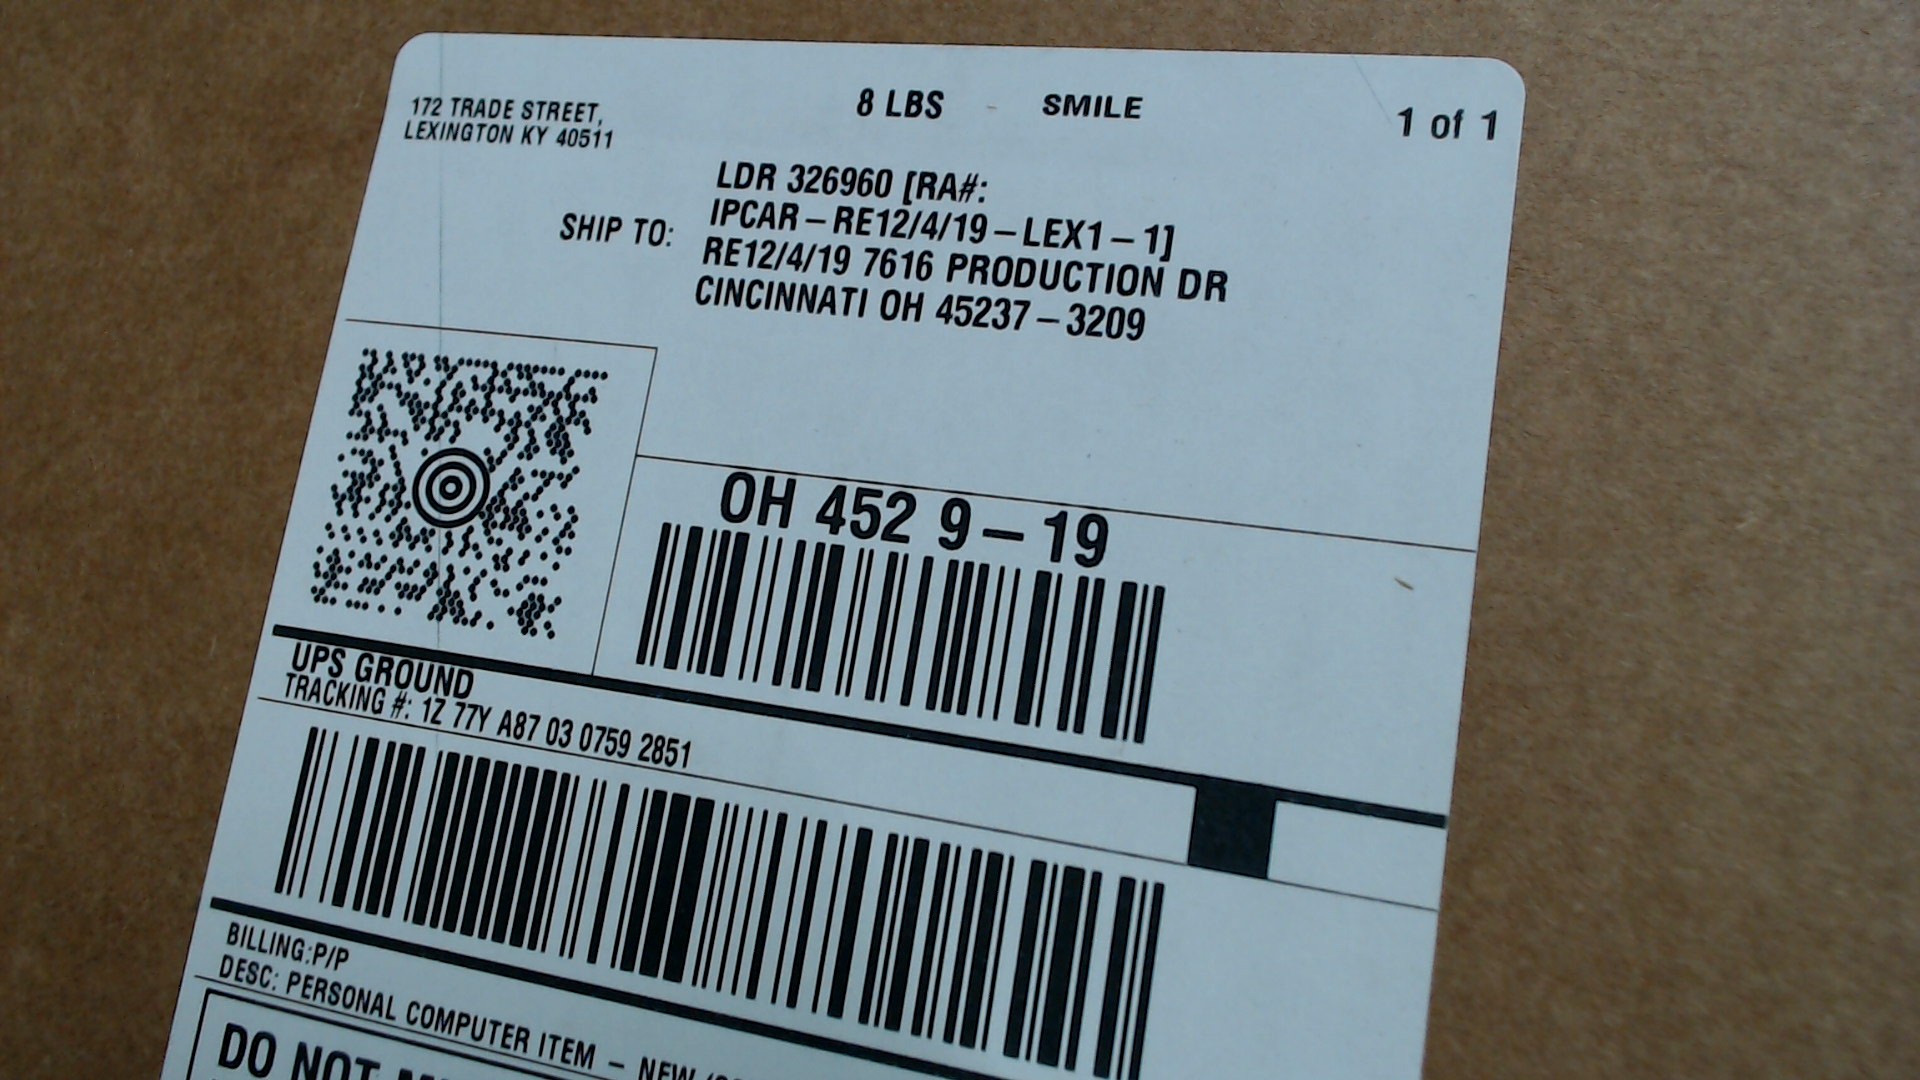 172 TRADE STREET,
LEXINGTON KY 40511
8 LBS
SMILE
1 of 1
SHIP TO:
LDR 326960 [RA#:
IPCAR–RE12/4/19–LEX1–1]
RE12/4/19 7616 PRODUCTION DR
CINCINNATI OH 45237–3209
OH 452 9–19
UPS GROUND
TRACKING #: 1Z 77Y A87 03 0759 2851
BILLING:P/P
DESC: PERSONAL COMPUTER ITEM – NEW
DO NOT